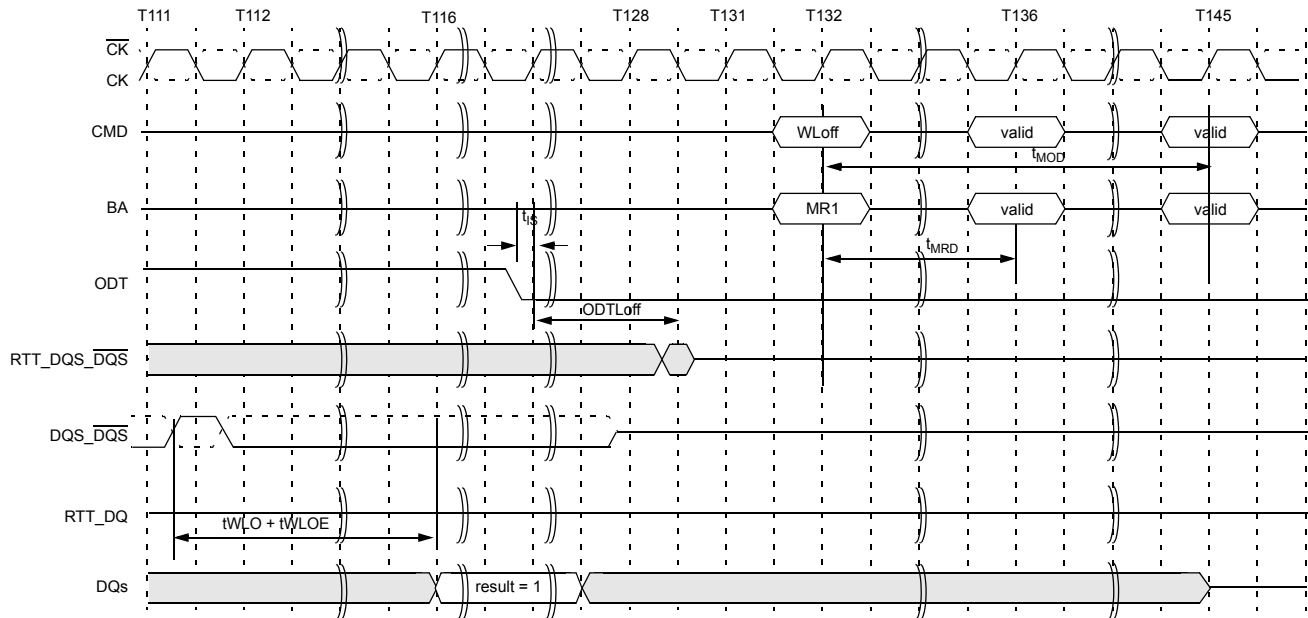 T111 T112 T116 T128 T131 T132 T136 T145
CK
CK
CMD WLoff valid valid
tMOD
BA MR1 valid valid
tIS
tMRD
ODT
ODTLoff
RTT_DQS_DQS
DQS_DQS
RTT_DQ
tWLO + tWLOE
DQs result = 1